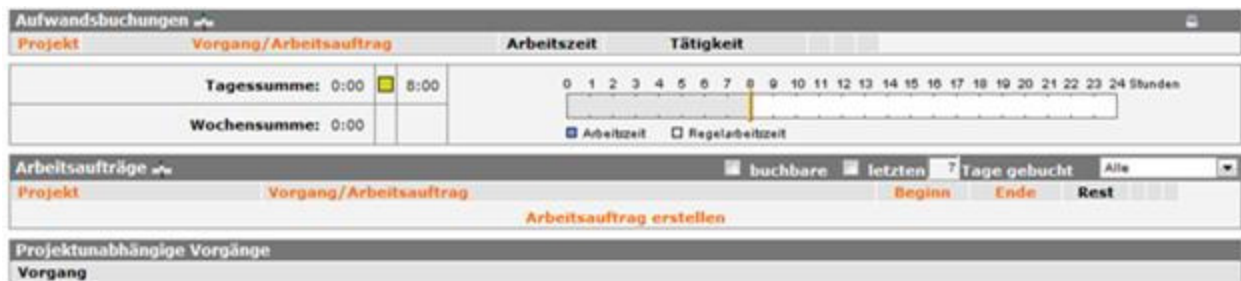 Aufwandsbuchungen
Projekt Vorgang/Arbeitsauftrag Arbeitszeit Tätigkeit
Tagessumme: 0:00 8:00
0 1 2 3 4 5 6 7 8 9 10 11 12 13 14 15 16 17 18 19 20 21 22 23 24 Stunden
Wochensumme: 0:00
Arbeitszeit Regelarbeitszeit
Arbeitsaufträge buchbare letzten 7 Tage gebucht Alle
Projekt Vorgang/Arbeitsauftrag Beginn Ende Rest
Arbeitsauftrag erstellen
Projektunabhängige Vorgänge
Vorgang